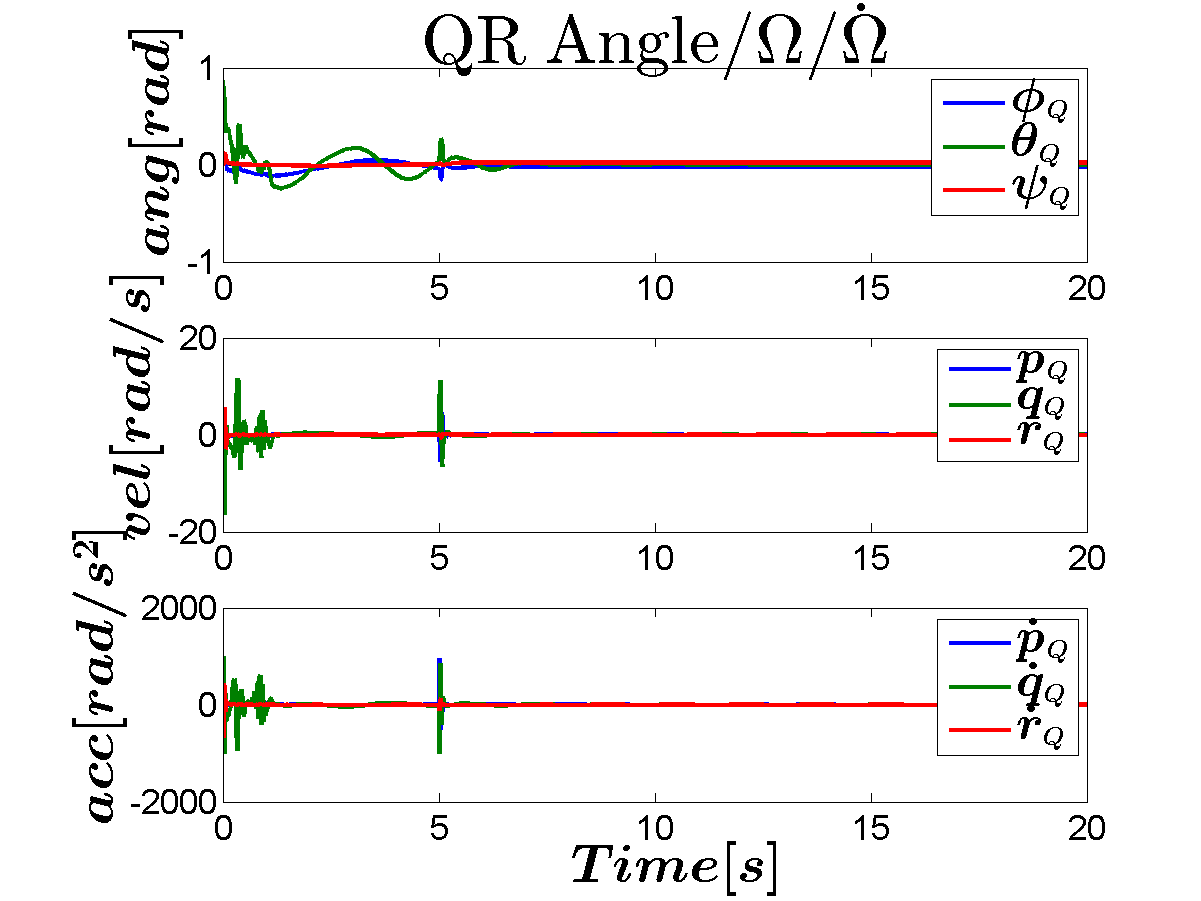 QR Angle/Ω/Ω̇
ang[rad]
1
0
-1
0 5 10 15 20
ϕ_Q
θ_Q
ψ_Q
vel[rad/s]
20
0
-20
0 5 10 15 20
p_Q
q_Q
r_Q
acc[rad/s²]
2000
0
-2000
0 5 10 15 20
ṗ_Q
q̇_Q
ṙ_Q
Time[s]